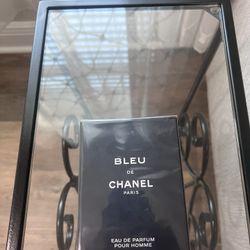 BLEU
DE
CHANEL
PARIS
EAU DE PARFUM
POUR HOMME